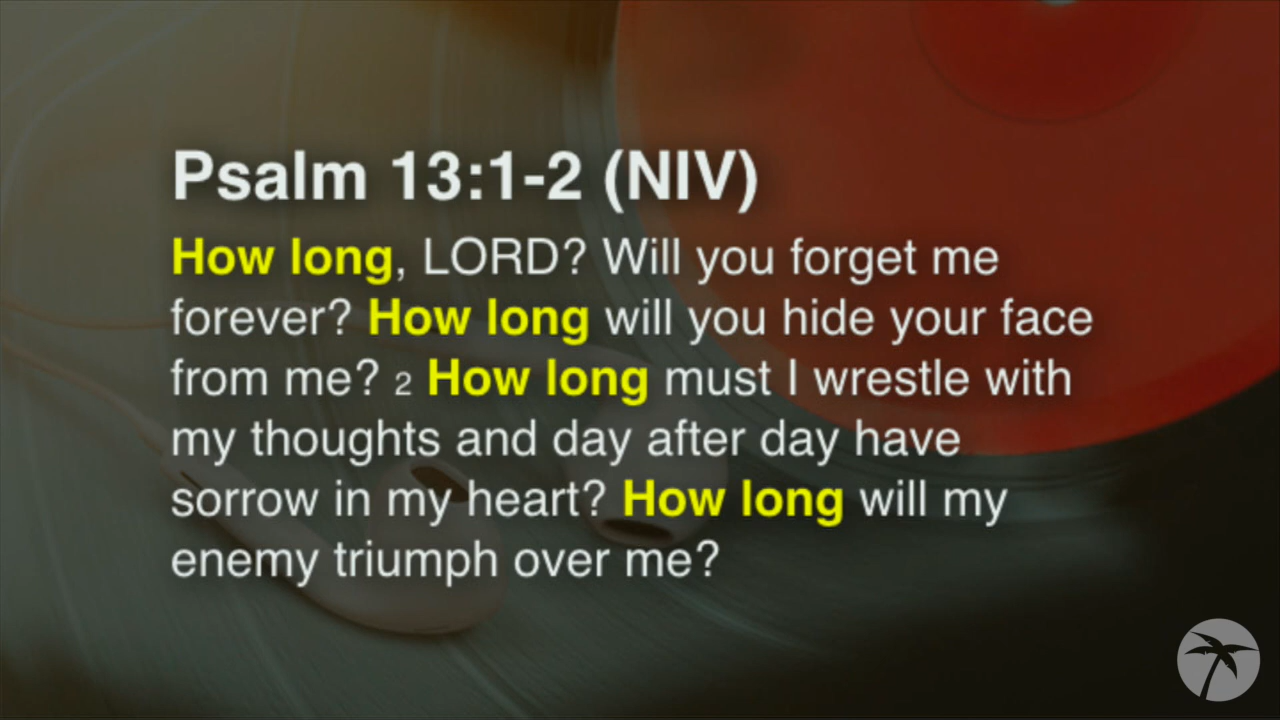 Psalm 13:1-2 (NIV)
How long, LORD? Will you forget me
forever? How long will you hide your face
from me? 2 How long must I wrestle with
my thoughts and day after day have
sorrow in my heart? How long will my
enemy triumph over me?